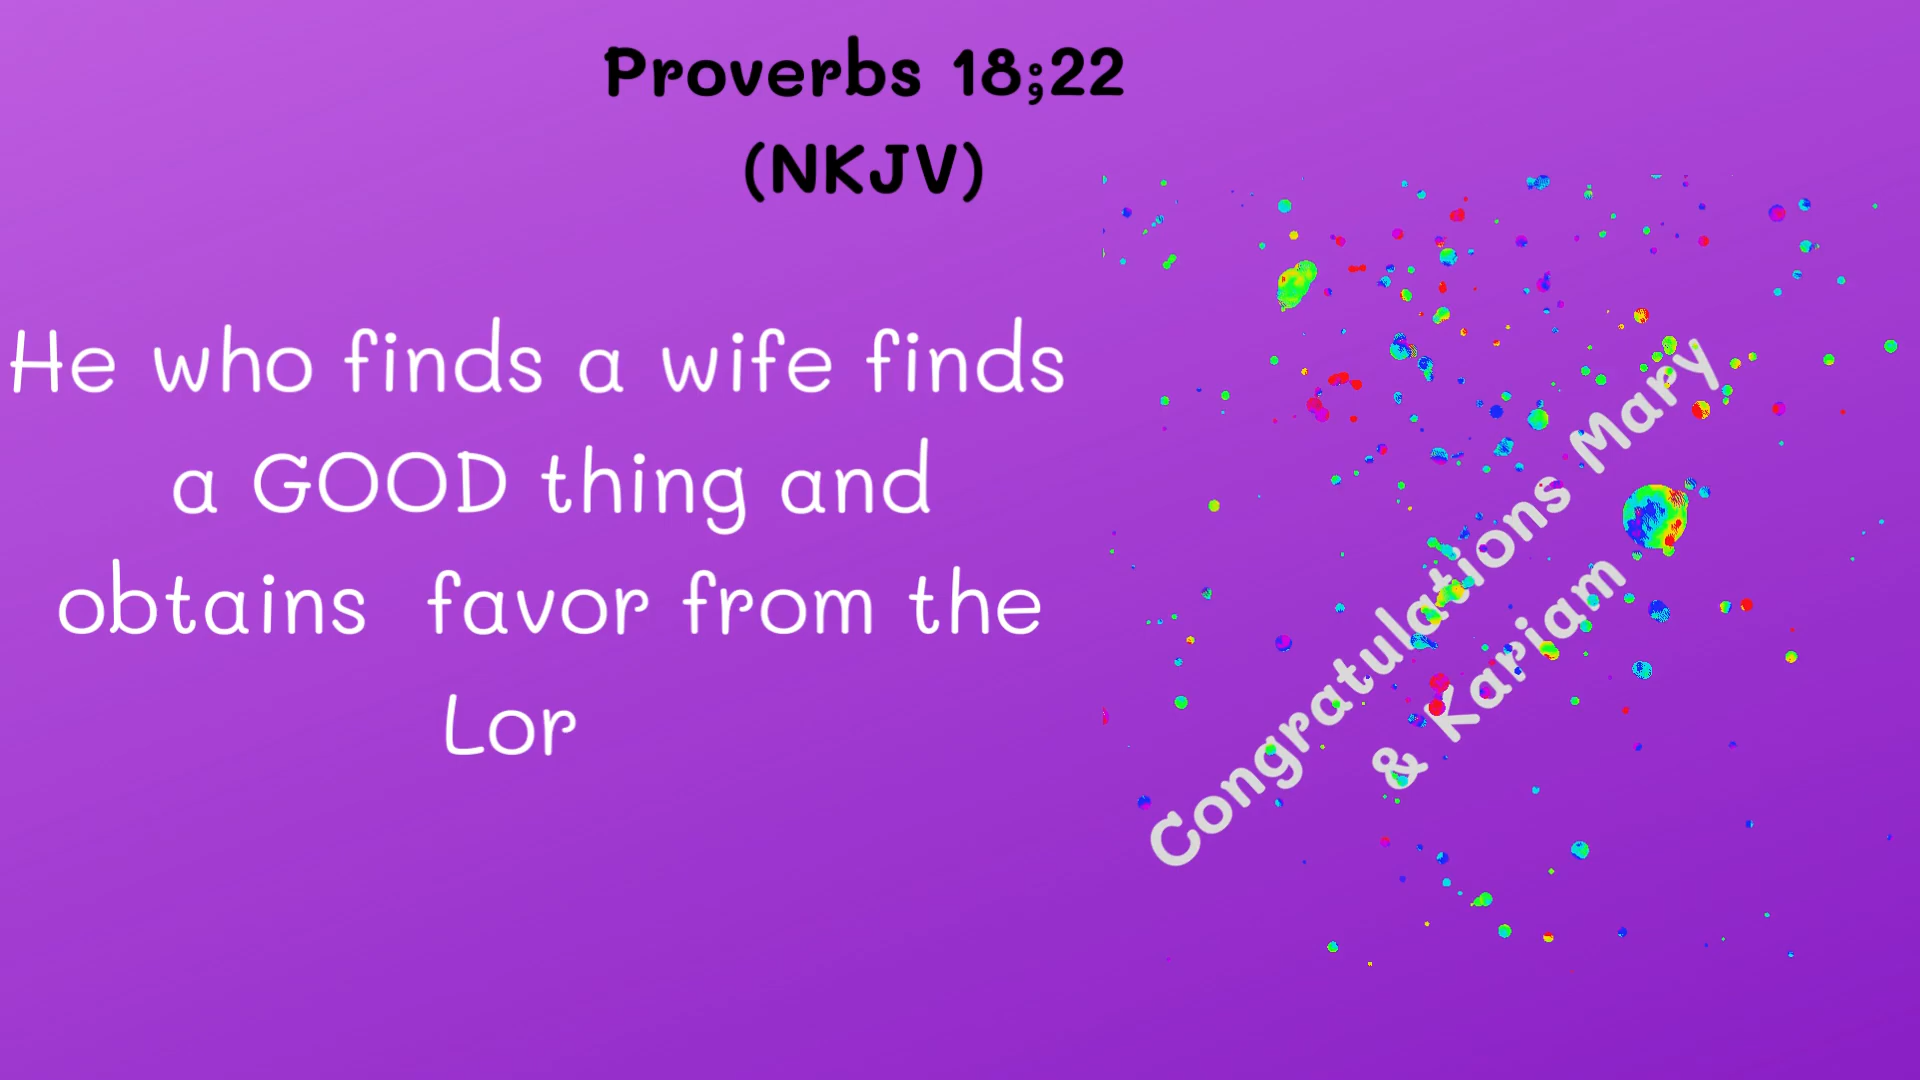 Proverbs 18;22
(NKJV)
He who finds a wife finds
a GOOD thing and
obtains  favor from the
Lor
Congratulations Mary
& Kariam